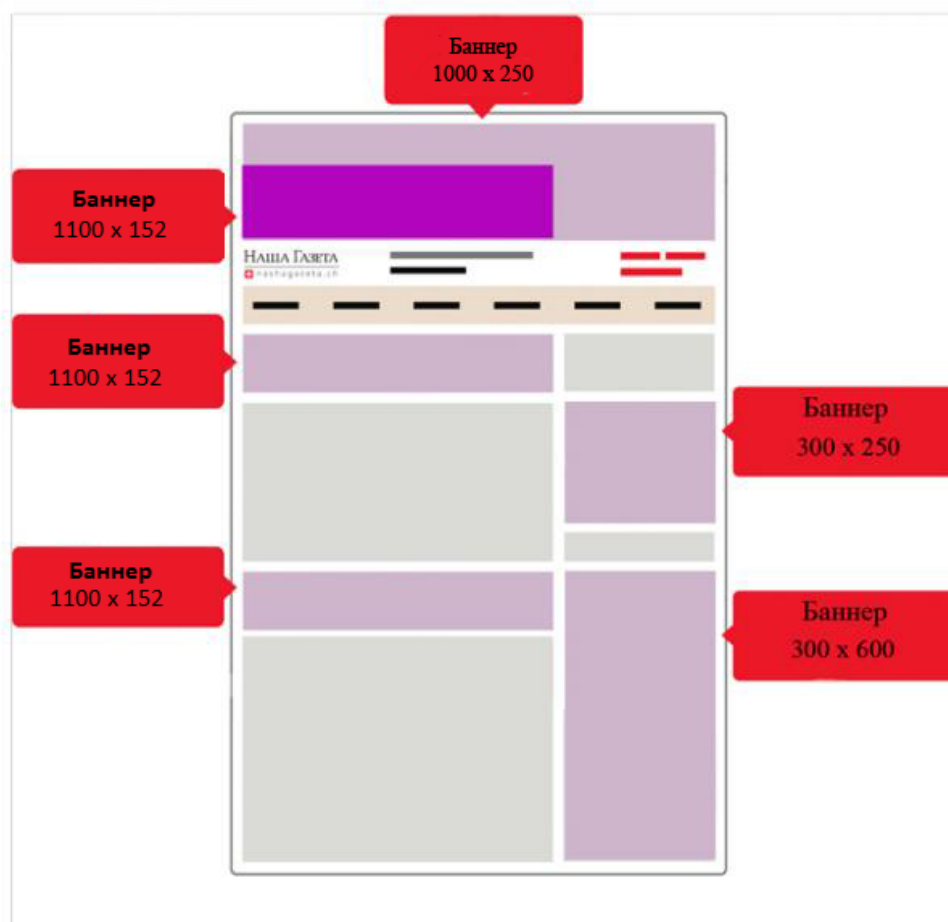 Баннер
1000 x 250
Баннер
1100 x 152
НАША ГАЗЕТА
nashagazeta.ch
Баннер
1100 x 152
Баннер
300 x 250
Баннер
1100 x 152
Баннер
300 x 600